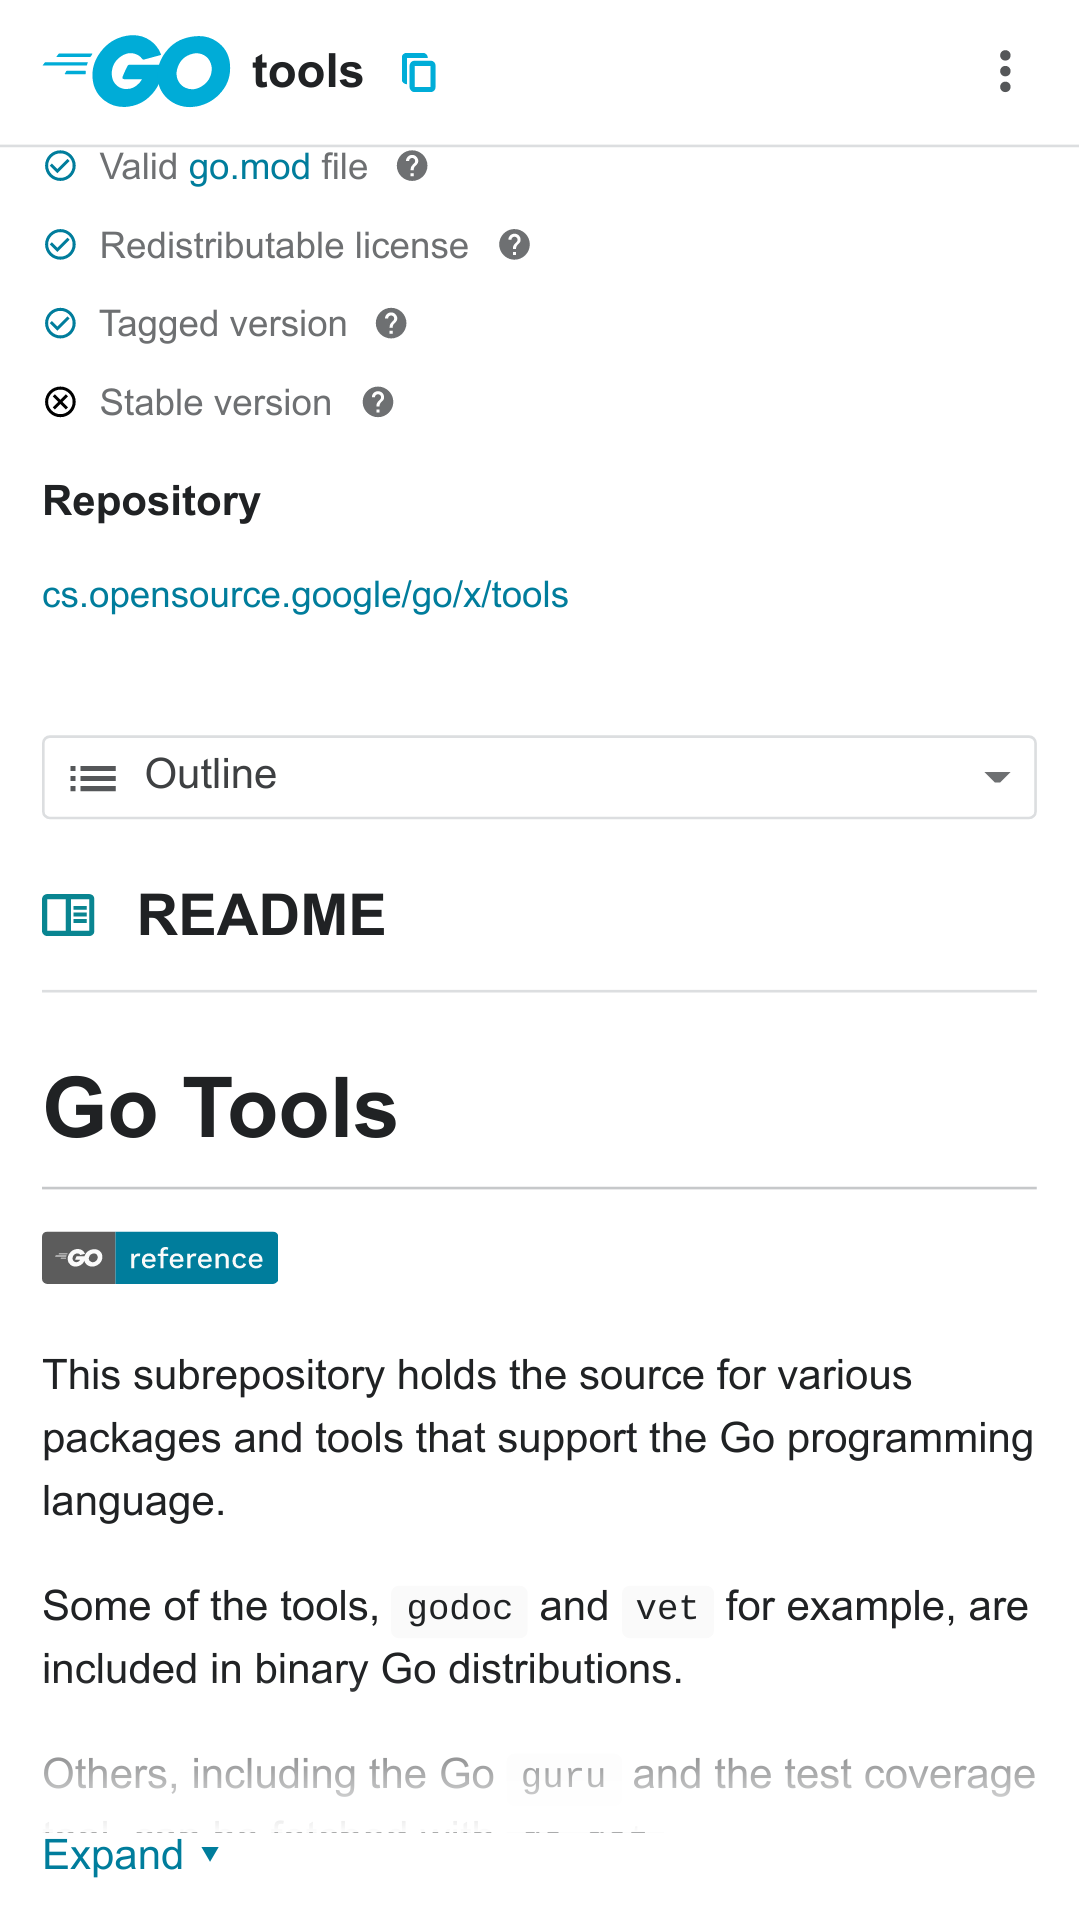 GO tools
Valid go.mod file
Redistributable license
Tagged version
Stable version
Repository
cs.opensource.google/go/x/tools
Outline
README
Go Tools
GO reference
This subrepository holds the source for various
packages and tools that support the Go programming
language.
Some of the tools, godoc and vet for example, are
included in binary Go distributions.
Others, including the Go guru and the test coverage
Expand